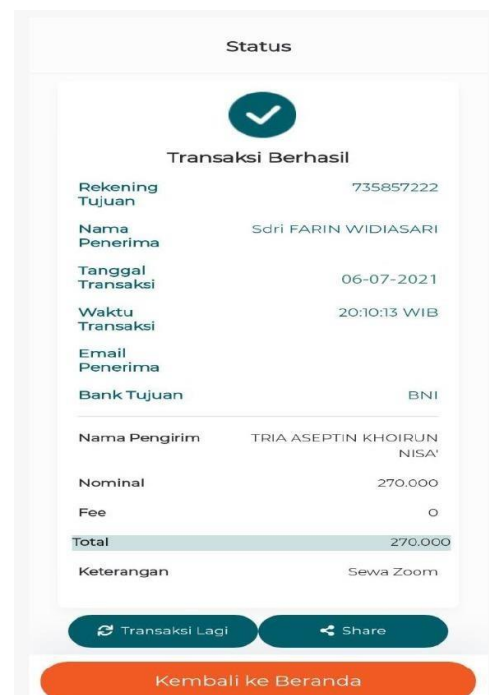 Status
Transaksi Berhasil
Rekening Tujuan 735857222
Nama Penerima Sdri FARIN WIDIASARI
Tanggal Transaksi 06-07-2021
Waktu Transaksi 20:10:13 WIB
Email Penerima
Bank Tujuan BNI
Nama Pengirim TRIA ASEPTIN KHOIRUN NISA'
Nominal 270.000
Fee 0
Total 270.000
Keterangan Sewa Zoom
Transaksi Lagi Share
Kembali ke Beranda